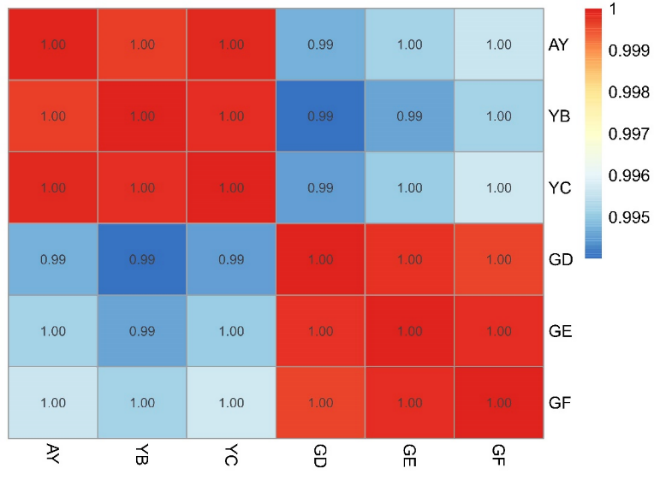 1.00 1.00 1.00 0.99 1.00 1.00 AY
1.00 1.00 1.00 0.99 0.99 1.00 YB
1.00 1.00 1.00 0.99 1.00 1.00 YC
0.99 0.99 0.99 1.00 1.00 1.00 GD
1.00 0.99 1.00 1.00 1.00 1.00 GE
1.00 1.00 1.00 1.00 1.00 1.00 GF
AY YB YC GD GE GF
1
0.999
0.998
0.997
0.996
0.995